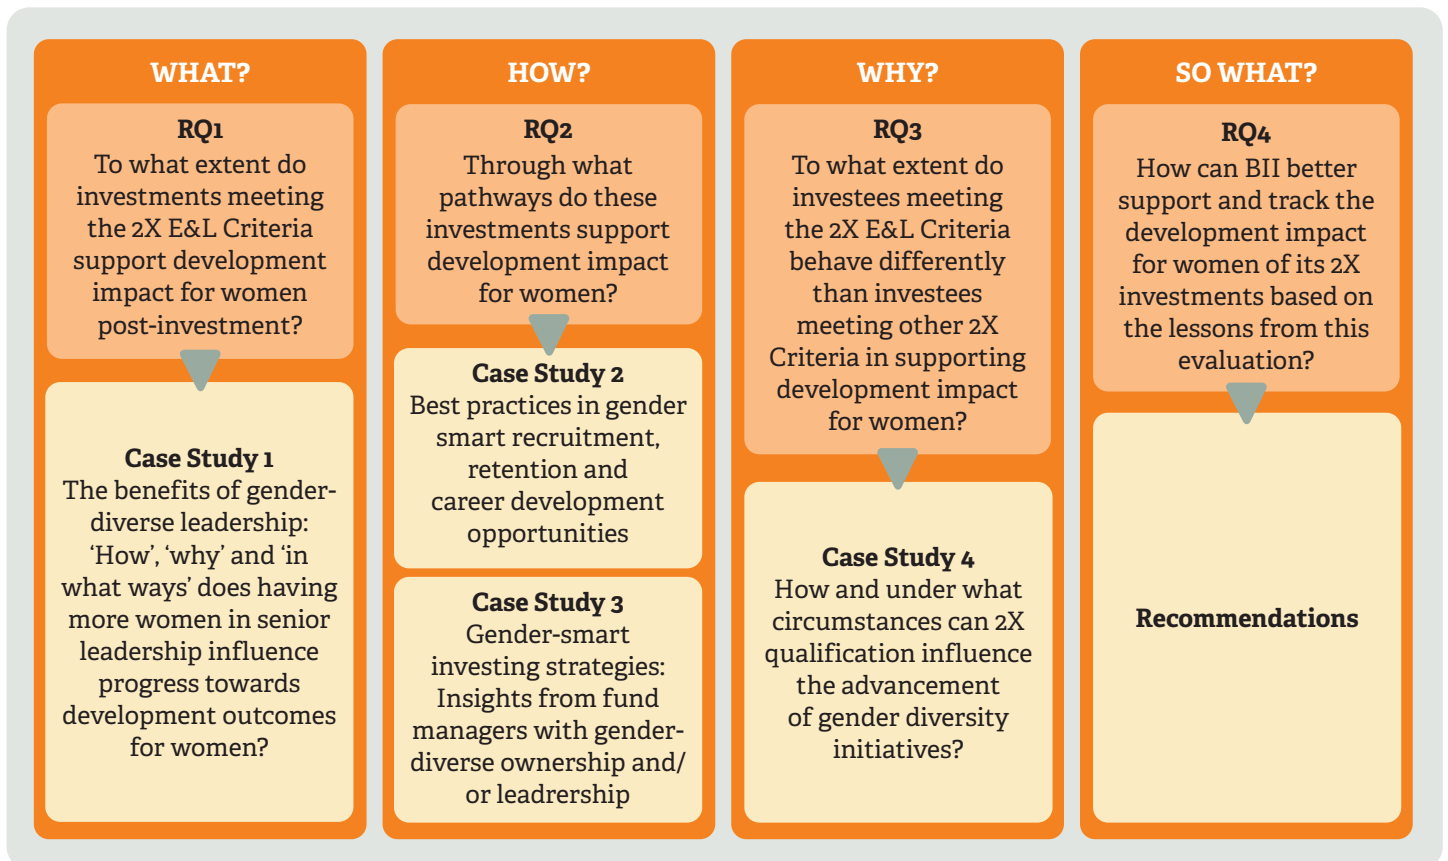 WHAT?
RQ1
To what extent do
investments meeting
the 2X E&L Criteria
support development
impact for women
post-investment?
Case Study 1
The benefits of gender-
diverse leadership:
‘How’, ‘why’ and ‘in
what ways’ does having
more women in senior
leadership influence
progress towards
development outcomes
for women?
HOW?
RQ2
Through what
pathways do these
investments support
development impact
for women?
Case Study 2
Best practices in gender
smart recruitment,
retention and
career development
opportunities
Case Study 3
Gender-smart
investing strategies:
Insights from fund
managers with gender-
diverse ownership and/
or leadrership
WHY?
RQ3
To what extent do
investees meeting
the 2X E&L Criteria
behave differently
than investees
meeting other 2X
Criteria in supporting
development impact
for women?
Case Study 4
How and under what
circumstances can 2X
qualification influence
the advancement
of gender diversity
initiatives?
SO WHAT?
RQ4
How can BII better
support and track the
development impact
for women of its 2X
investments based on
the lessons from this
evaluation?
Recommendations